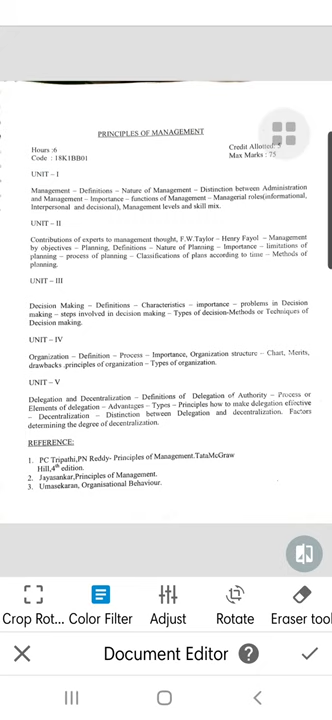 PRINCIPLES OF MANAGEMENT
Hours :6
Credit Allotted: 5
Code : 18K1BB01
Max Marks : 75
UNIT – I
Management – Definitions – Nature of Management – Distinction between Administration
and Management – Importance – functions of Management – Managerial roles(informational,
Interpersonal and decisional), Management levels and skill mix.
UNIT – II
Contributions of experts to management thought, F.W.Taylor – Henry Fayol – Management
by objectives – Planning, Definitions – Nature of Planning – Importance – limitations of
planning – process of planning – Classifications of plans according to time – Methods of
planning.
UNIT – III
Decision Making – Definitions – Characteristics – importance – problems in Decision
making – steps involved in decision making – Types of decision-Methods or Techniques of
Decision making.
UNIT – IV
Organization – Definition – Process – Importance, Organization structure – Chart, Merits,
drawbacks .principles of organization – Types of organization.
UNIT – V
Delegation and Decentralization – Definitions of Delegation of Authority – Process or
Elements of delegation – Advantages – Types – Principles how to make delegation effective
– Decentralization – Distinction between Delegation and decentralization. Factors
determining the degree of decentralization.
REFERENCE:
1. PC Tripathi,PN Reddy- Principles of Management.TataMcGraw
Hill,4th edition.
2. Jayasankar,Principles of Management.
3. Umasekaran, Organisational Behaviour.
Crop Rot... Color Filter Adjust Rotate Eraser tool
Document Editor ?